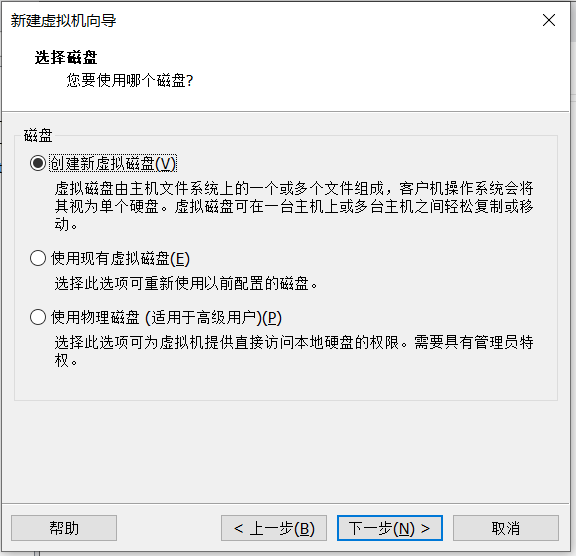 新建虚拟机向导
选择磁盘
您要使用哪个磁盘?
磁盘
创建新虚拟磁盘(V)
虚拟磁盘由主机文件系统上的一个或多个文件组成，客户机操作系统会将
其视为单个硬盘。虚拟磁盘可在一台主机上或多台主机之间轻松复制或移
动。
使用现有虚拟磁盘(E)
选择此选项可重新使用以前配置的磁盘。
使用物理磁盘 (适用于高级用户)(P)
选择此选项可为虚拟机提供直接访问本地硬盘的权限。需要具有管理员特
权。
帮助
< 上一步(B)
下一步(N) >
取消